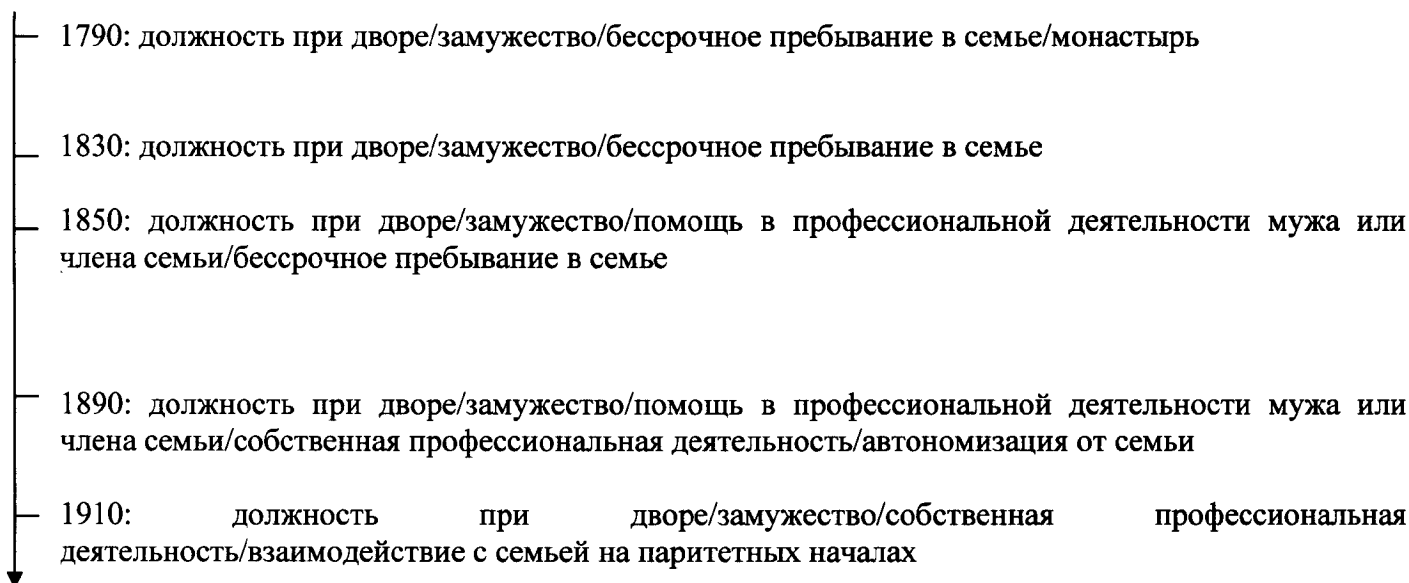 1790: должность при дворе/замужество/бессрочное пребывание в семье/монастырь
1830: должность при дворе/замужество/бессрочное пребывание в семье
1850: должность при дворе/замужество/помощь в профессиональной деятельности мужа или
члена семьи/бессрочное пребывание в семье
1890: должность при дворе/замужество/помощь в профессиональной деятельности мужа или
члена семьи/собственная профессиональная деятельность/автономизация от семьи
1910: должность при дворе/замужество/собственная профессиональная
деятельность/взаимодействие с семьей на паритетных началах